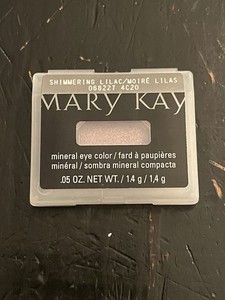 SHIMMERING LILAC/MOIRÉ LILAS
068227 4C20
MARY KAY
mineral eye color / fard à paupières
minéral / sombra mineral compacta
.05 OZ. NET WT. / 1.4 g / 1,4 g